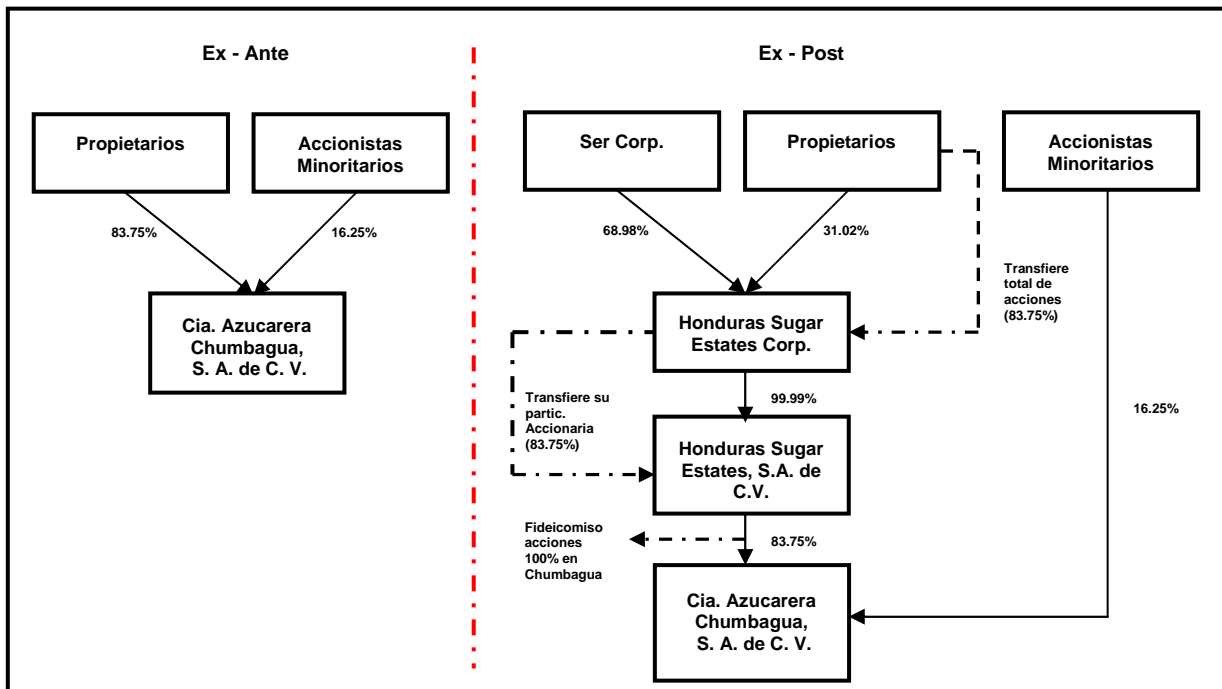 Ex - Ante
Propietarios
Accionistas
Minoritarios
83.75%
16.25%
Cia. Azucarera
Chumbagua,
S. A. de C. V.
Ex - Post
Ser Corp.
Propietarios
Accionistas
Minoritarios
68.98%
31.02%
Transfiere
total de
acciones
(83.75%)
Honduras Sugar
Estates Corp.
Transfiere su
partic.
Accionaria
(83.75%)
99.99%
16.25%
Honduras Sugar
Estates, S.A. de
C.V.
Fideicomiso
acciones
100% en
Chumbagua
83.75%
Cia. Azucarera
Chumbagua,
S. A. de C. V.